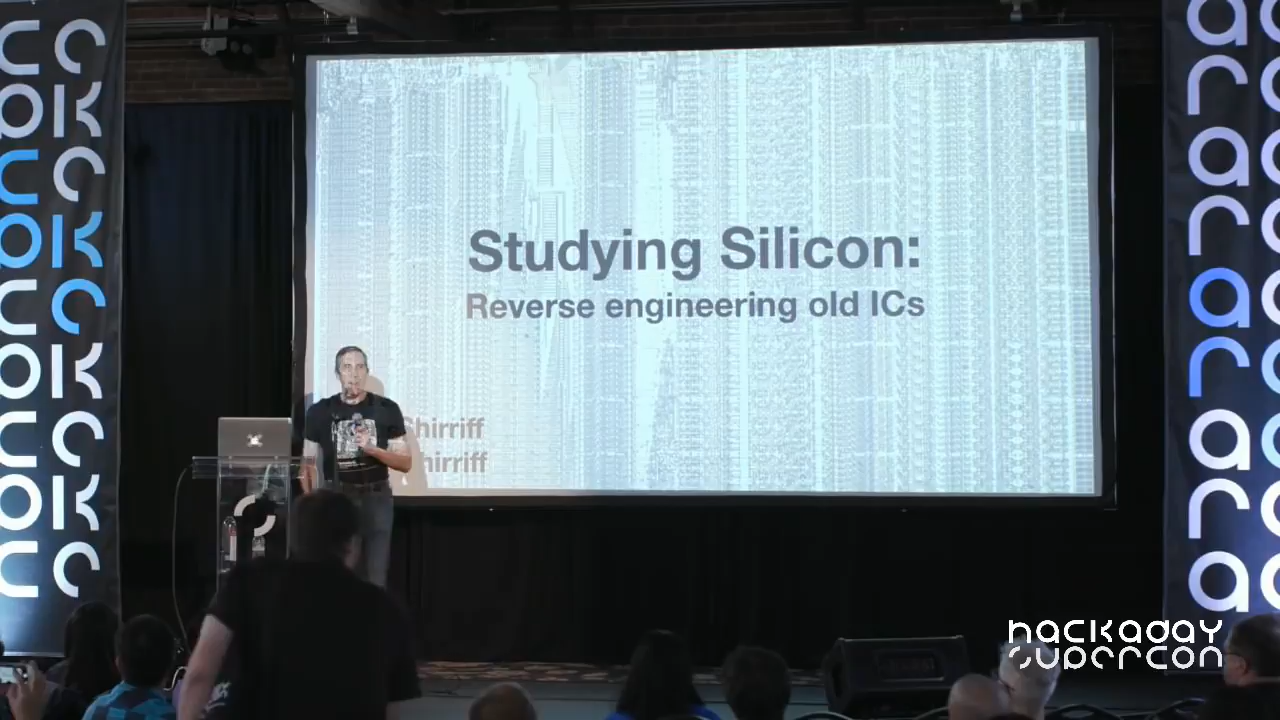 Studying Silicon:
Reverse engineering old ICs
Shirriff
hirriff
hackaday
supercon